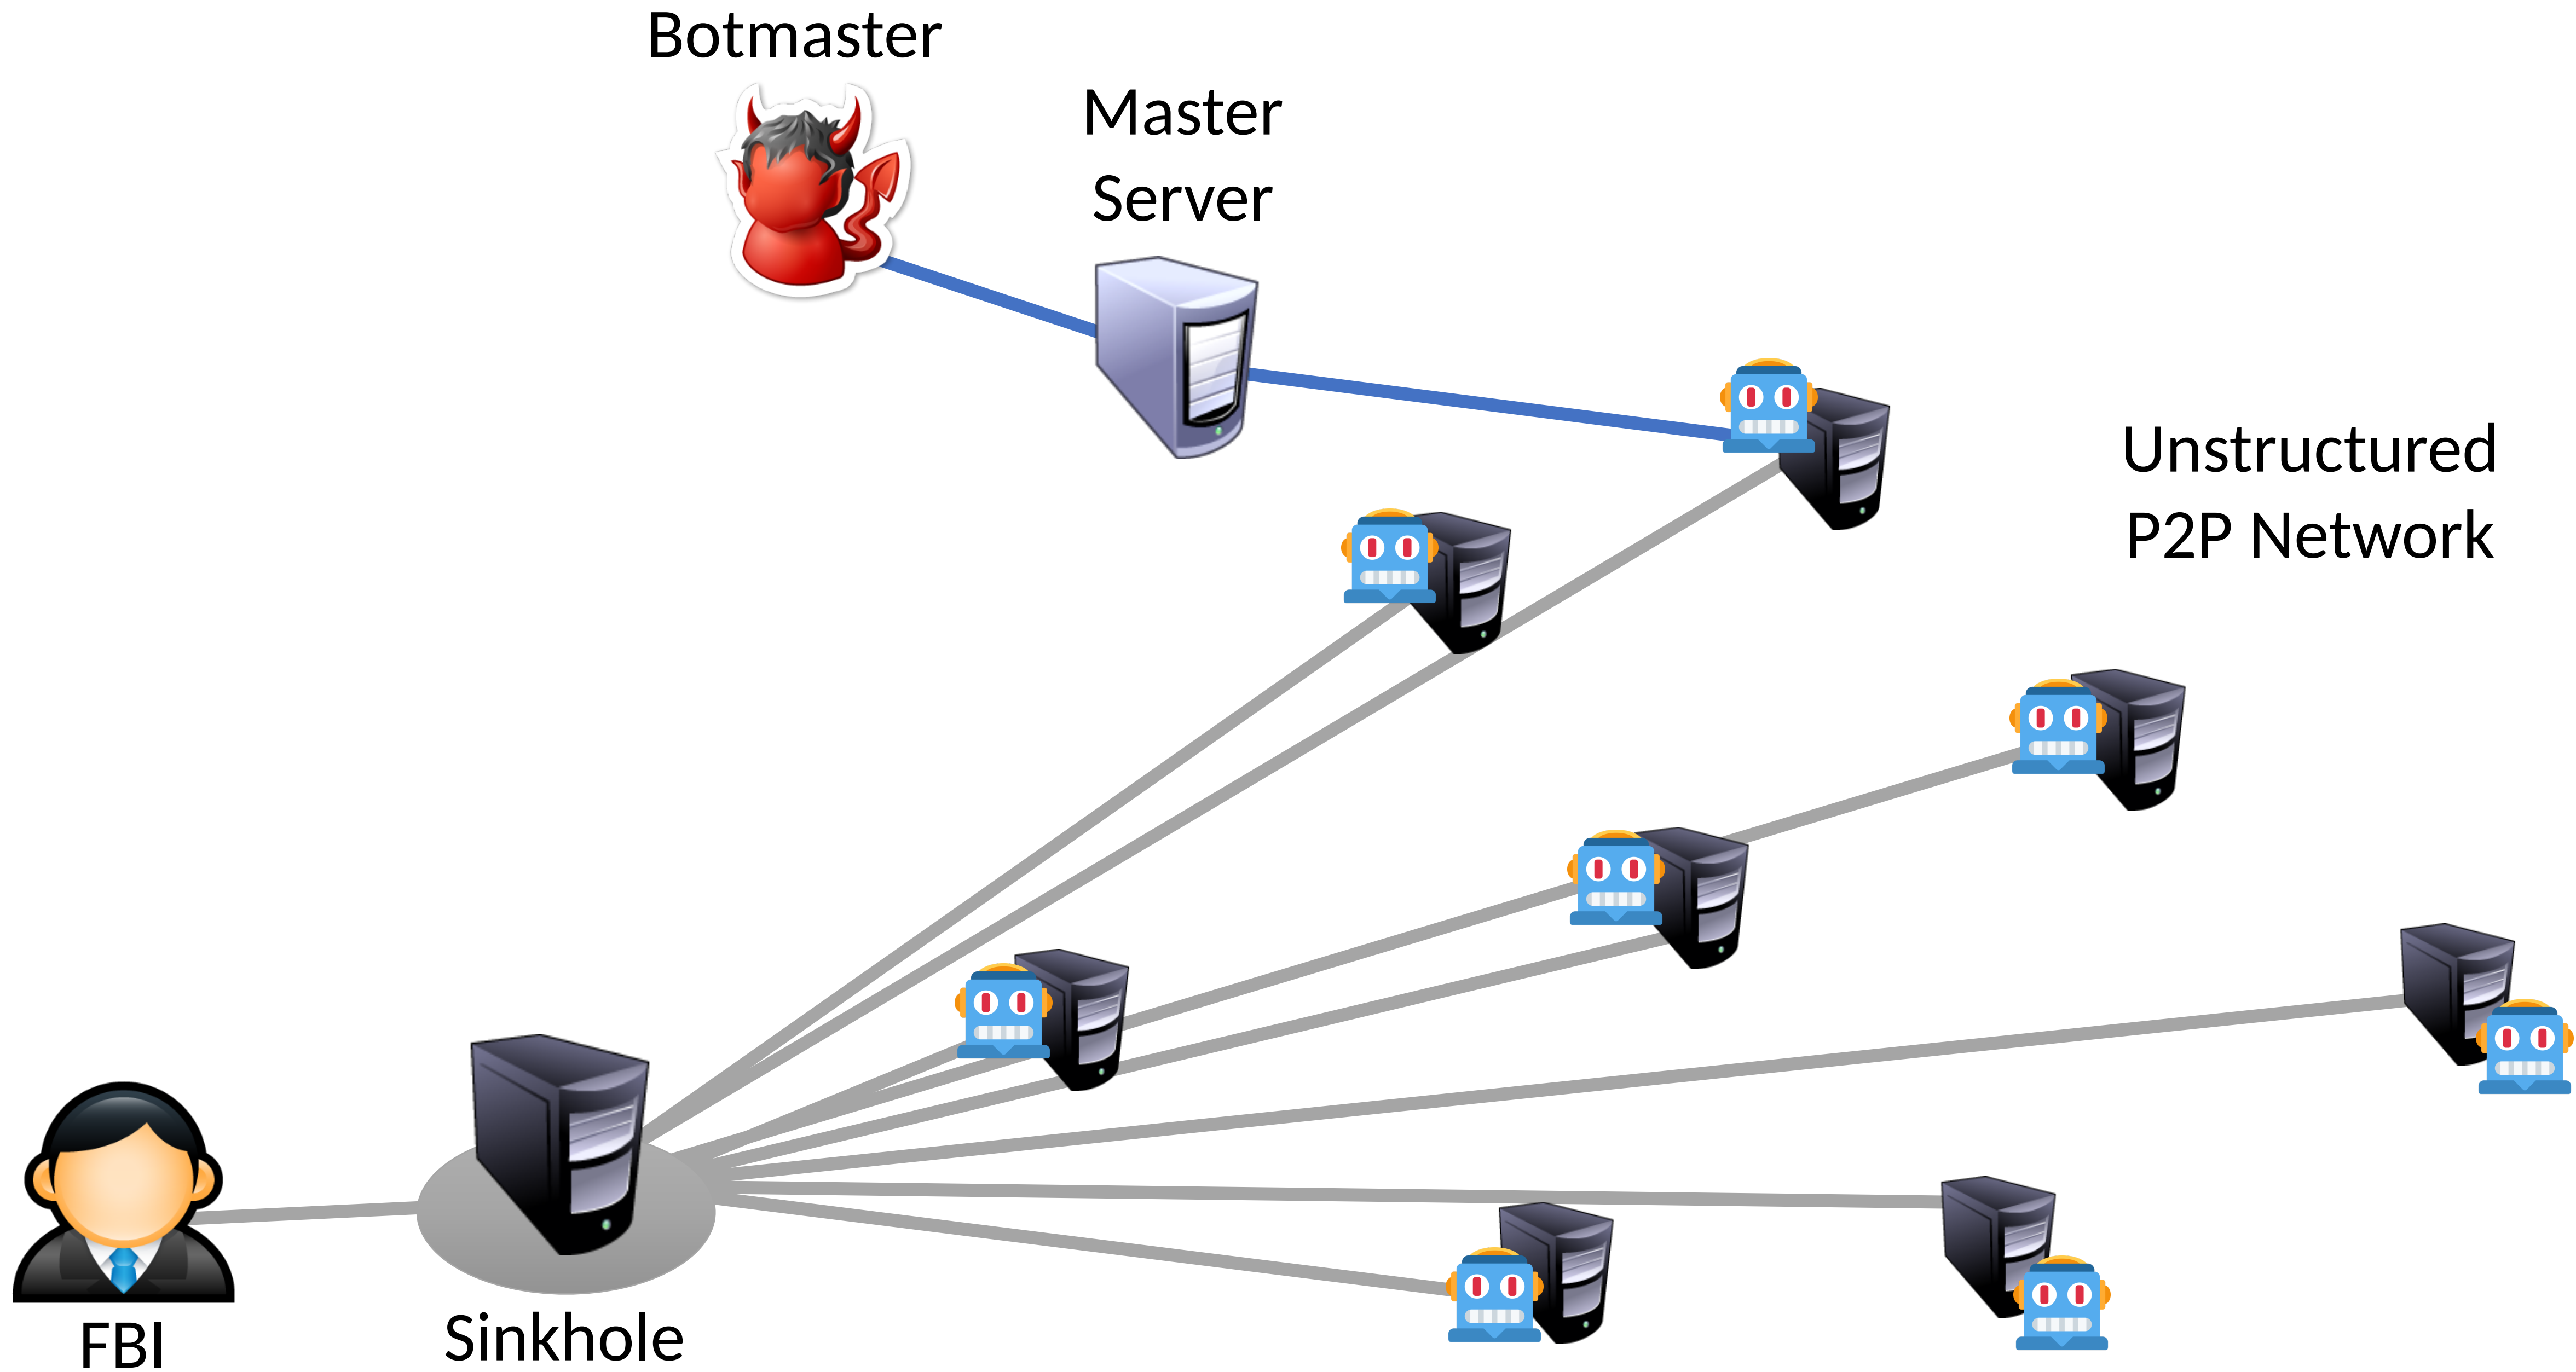 Botmaster
Master
Server
Unstructured
P2P Network
FBI
Sinkhole